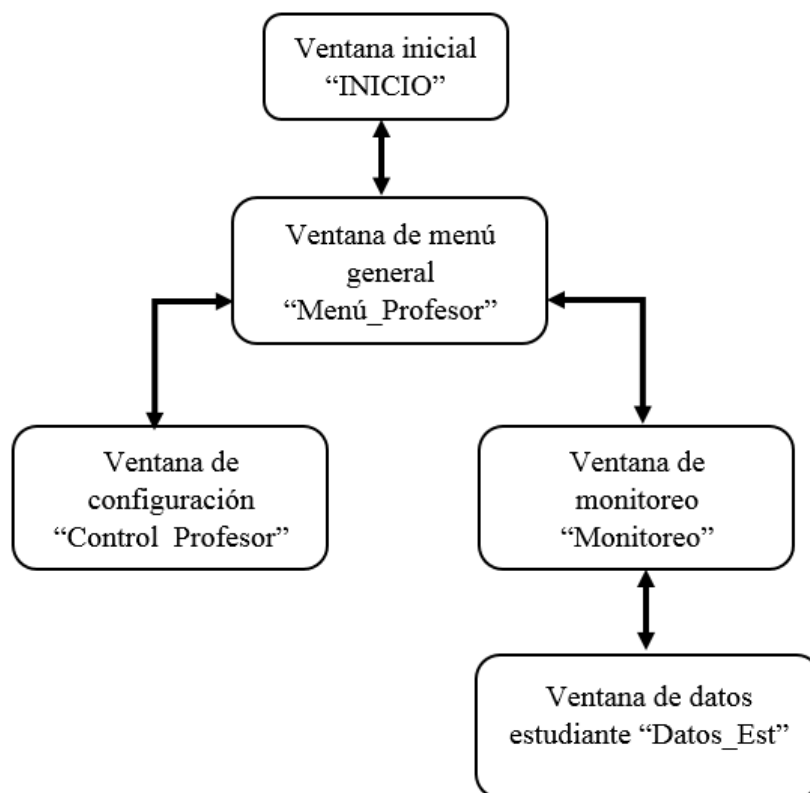 Ventana inicial
“INICIO”
Ventana de menú
general
“Menú_Profesor”
Ventana de
configuración
“Control Profesor”
Ventana de
monitoreo
“Monitoreo”
Ventana de datos
estudiante “Datos_Est”